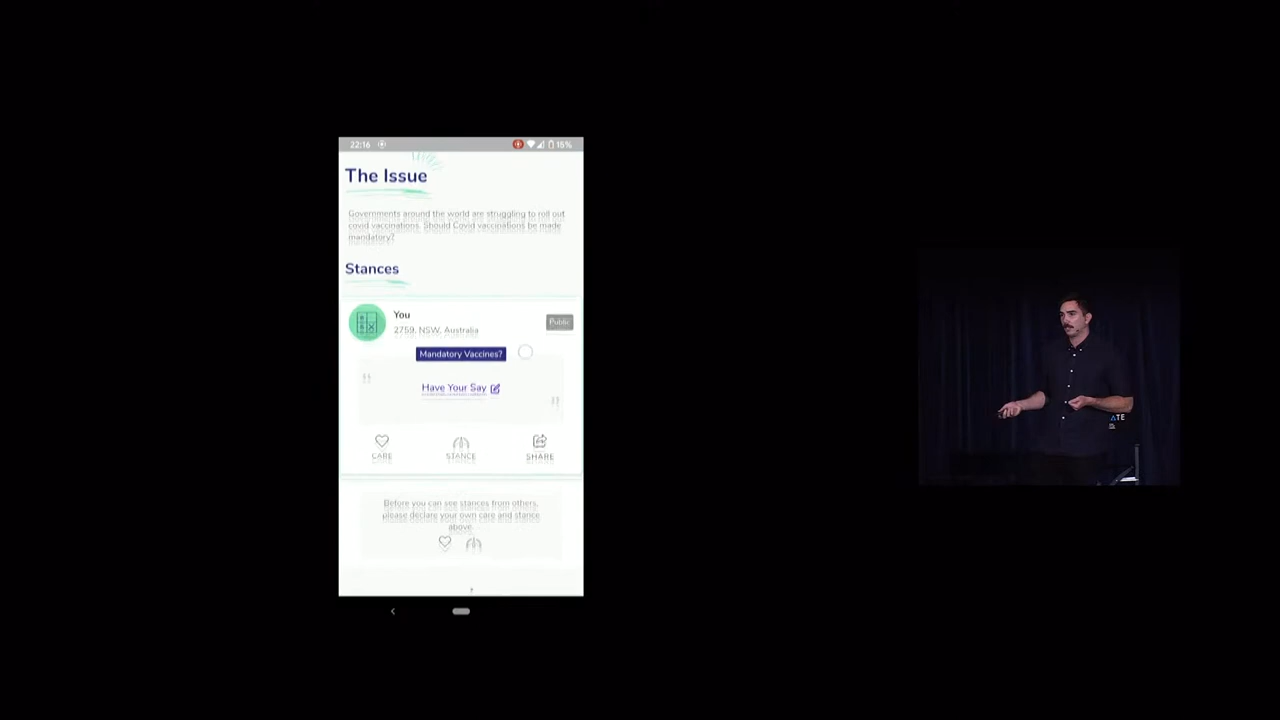 22:16
15%
The Issue
Governments around the world are struggling to roll out
covid vaccinations. Should Covid vaccinations be made
mandatory?
Stances
You
2759, NSW, Australia
Public
Mandatory Vaccines?
Have Your Say
CARE
STANCE
SHARE
Before you can see stances from others,
please declare your own care and stance
above.
ATE